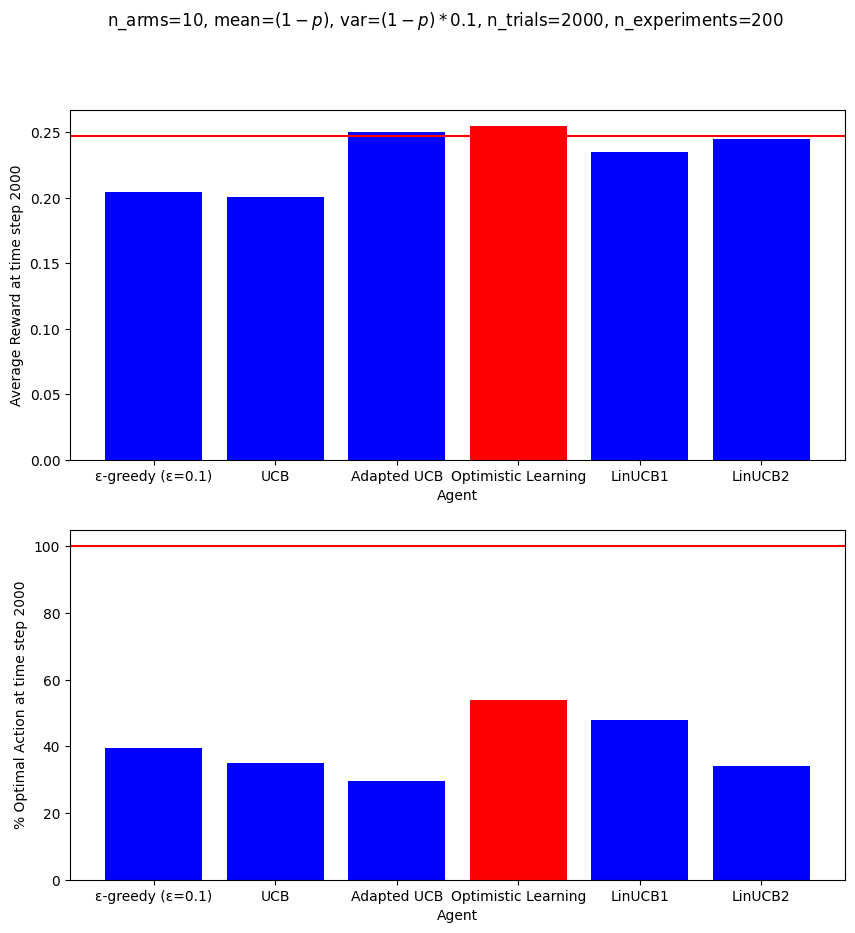 n_arms=10, mean=(1 − p), var=(1 − p) * 0.1, n_trials=2000, n_experiments=200
Average Reward at time step 2000
0.25
0.20
0.15
0.10
0.05
0.00
ε-greedy (ε=0.1) UCB Adapted UCB Optimistic Learning LinUCB1 LinUCB2
Agent
% Optimal Action at time step 2000
100
80
60
40
20
0
ε-greedy (ε=0.1) UCB Adapted UCB Optimistic Learning LinUCB1 LinUCB2
Agent